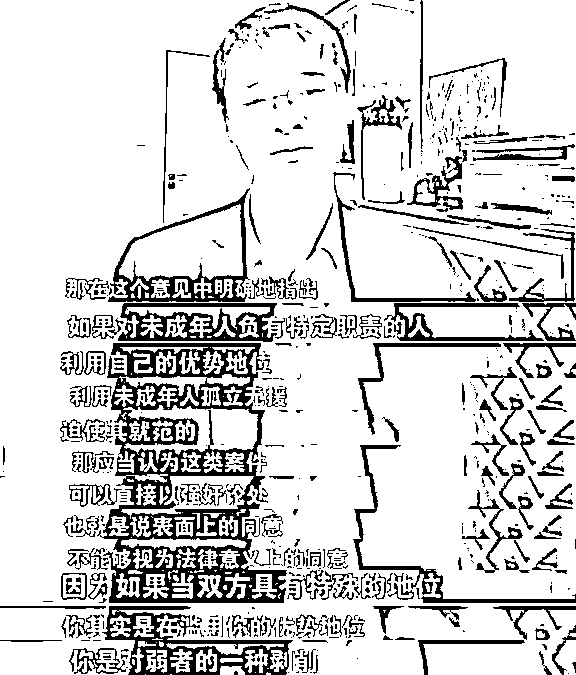 那在这个意见中明确地指出
如果对未成年人负有特定职责的人
利用自己的优势地位
利用未成年人孤立无援
迫使其就范的
那应当认为这类案件
可以直接以强奸论处
也就是说表面上的同意
不能够视为法律意义上的同意
因为如果当双方具有特殊的地位
你其实是在滥用你的优势地位
你是对弱者的一种剥削